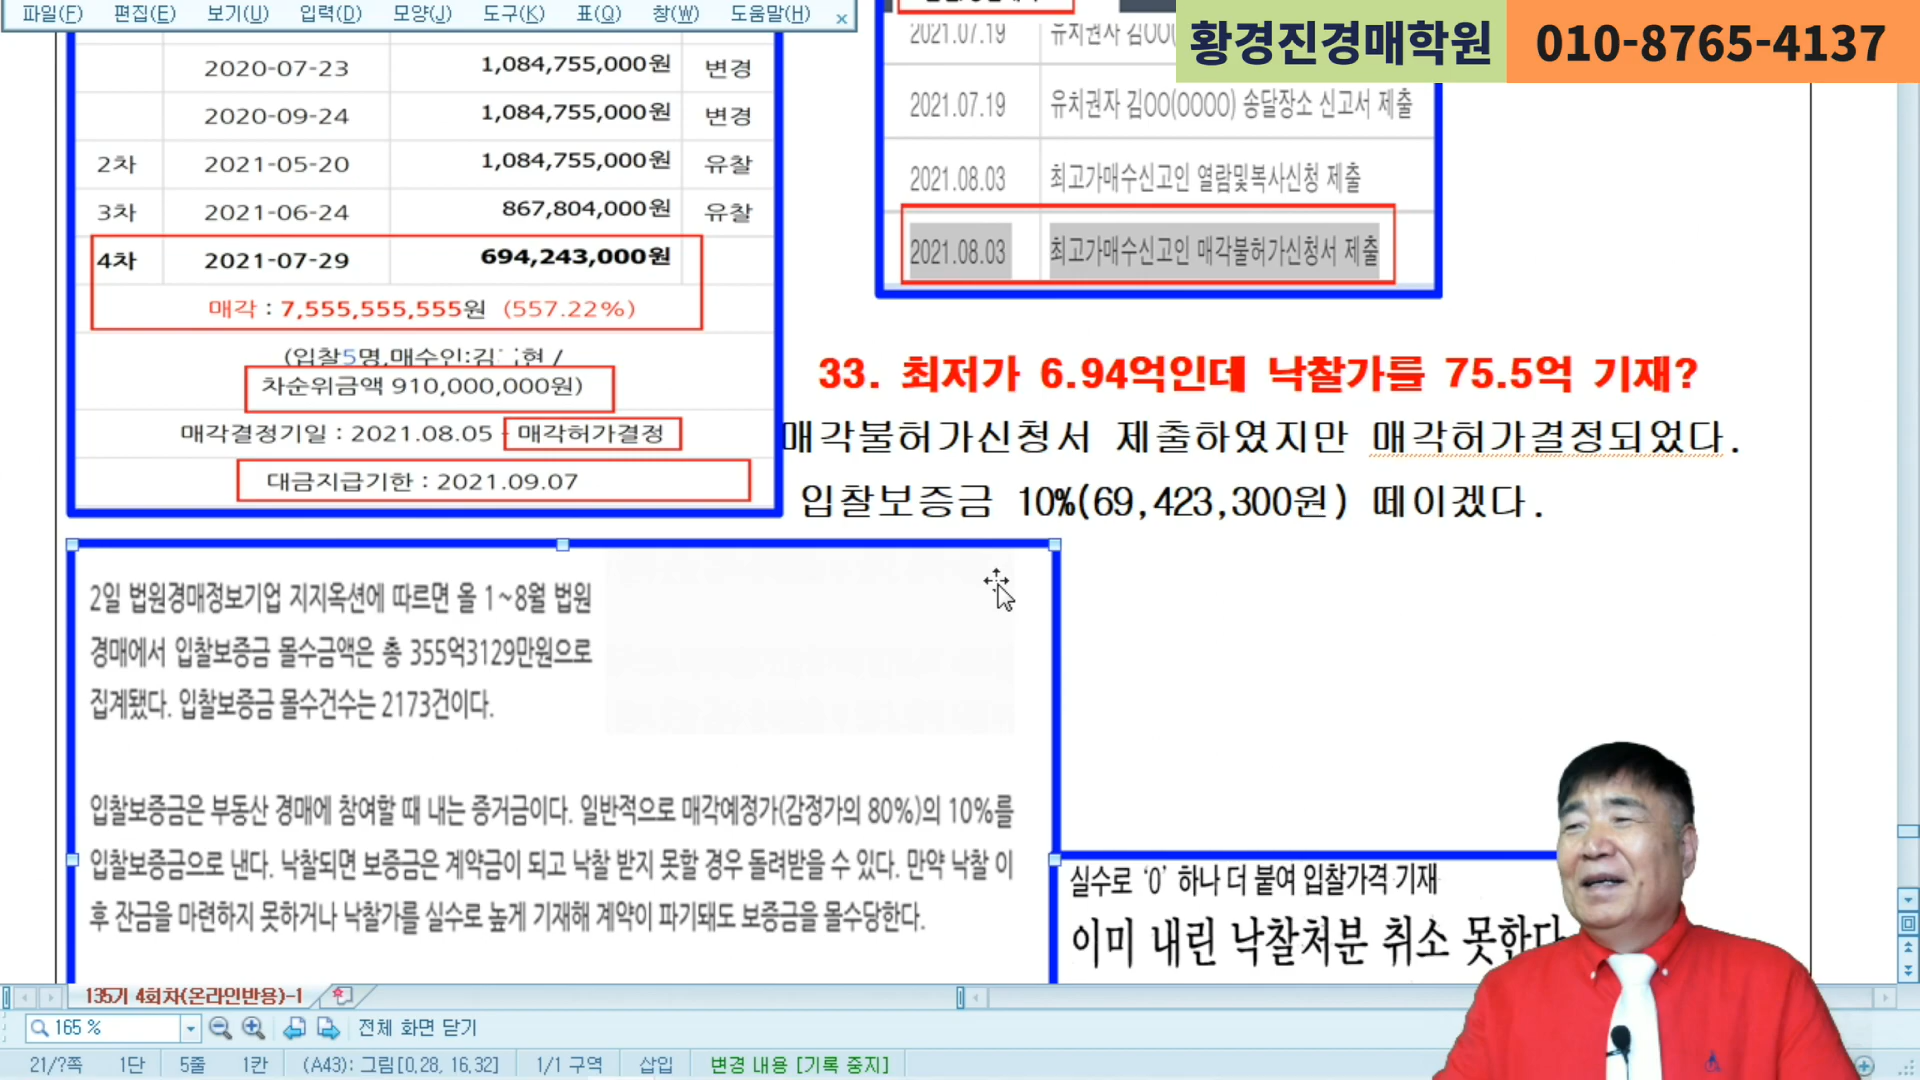 파일(F) 편집(E) 보기(U) 입력(D) 모양(J) 도구(K) 표(Q) 창(W) 도움말(H)
황경진경매학원 010-8765-4137
2020-07-23 1,084,755,000원 변경
2020-09-24 1,084,755,000원 변경
2차 2021-05-20 1,084,755,000원 유찰
3차 2021-06-24 867,804,000원 유찰
4차 2021-07-29 694,243,000원
매각 : 7,555,555,555원 (557.22%)
(입찰5명,매수인:김 현 /
차순위금액 910,000,000원)
매각결정기일 : 2021.08.05 - 매각허가결정
대금지급기한 : 2021.09.07
2021.07.19 유치권자 김OO(
2021.07.19 유치권자 김OO(OOOO) 송달장소 신고서 제출
2021.08.03 최고가매수신고인 열람및복사신청 제출
2021.08.03 최고가매수신고인 매각불허가신청서 제출
33. 최저가 6.94억인데 낙찰가를 75.5억 기재?
매각불허가신청서 제출하였지만 매각허가결정되었다.
입찰보증금 10%(69,423,300원) 떼이겠다.
2일 법원경매정보기업 지지옥션에 따르면 올 1~8월 법원
경매에서 입찰보증금 몰수금액은 총 355억3129만원으로
집계됐다. 입찰보증금 몰수건수는 2173건이다.
입찰보증금은 부동산 경매에 참여할 때 내는 증거금이다. 일반적으로 매각예정가(감정가의 80%)의 10%를
입찰보증금으로 낸다. 낙찰되면 보증금은 계약금이 되고 낙찰 받지 못할 경우 돌려받을 수 있다. 만약 낙찰 이
후 잔금을 마련하지 못하거나 낙찰가를 실수로 높게 기재해 계약이 파기돼도 보증금을 몰수당한다.
실수로 '0' 하나 더 붙여 입찰가격 기재
이미 내린 낙찰처분 취소 못한다
135기 4회차(온라인반용)-1
165 % 전체 화면 닫기
21/?쪽 1단 5줄 1칸 (A43): 그림[0,28, 16,32] 1/1 구역 삽입 변경 내용 [기록 중지]